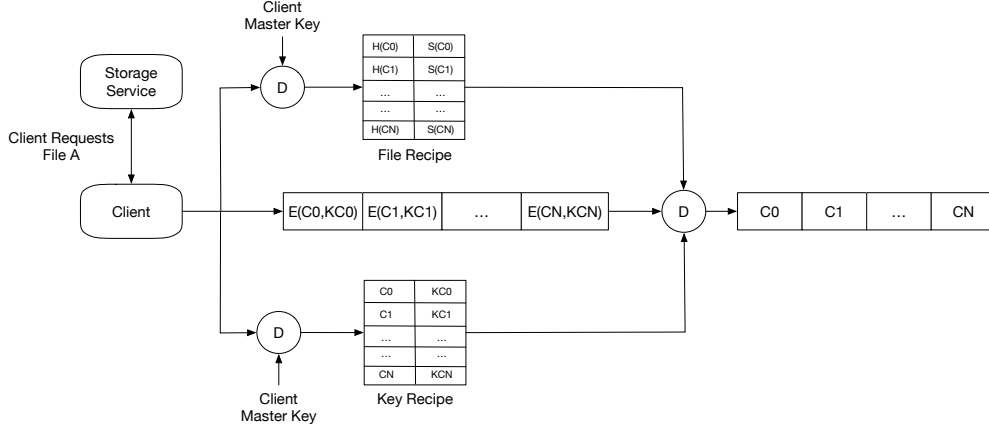 Client
Master Key
D
H(C0) S(C0)
H(C1) S(C1)
... ...
... ...
H(CN) S(CN)
File Recipe
Storage
Service
Client Requests
File A
Client
E(C0,KC0) E(C1,KC1) ... E(CN,KCN)
D
C0 C1 ... CN
D
C0 KC0
C1 KC1
... ...
... ...
CN KCN
Key Recipe
Client
Master Key